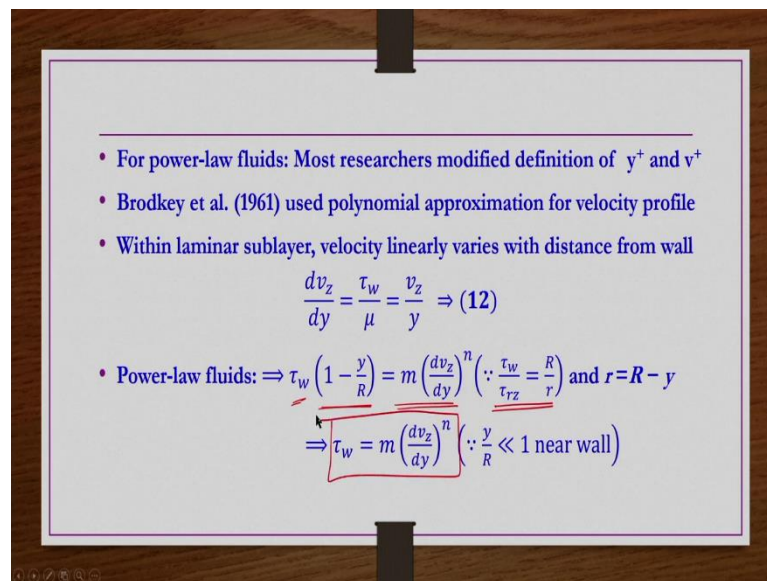 • For power-law fluids: Most researchers modified definition of y⁺ and v⁺
• Brodkey et al. (1961) used polynomial approximation for velocity profile
• Within laminar sublayer, velocity linearly varies with distance from wall
dv_z/dy = τ_w/μ = v_z/y ⇒ (12)
• Power-law fluids: ⇒ τ_w (1 − y/R) = m (dv_z/dy)^n (∵ τ_w/τ_rz = R/r) and r = R − y
⇒ τ_w = m (dv_z/dy)^n (∵ y/R ≪ 1 near wall)